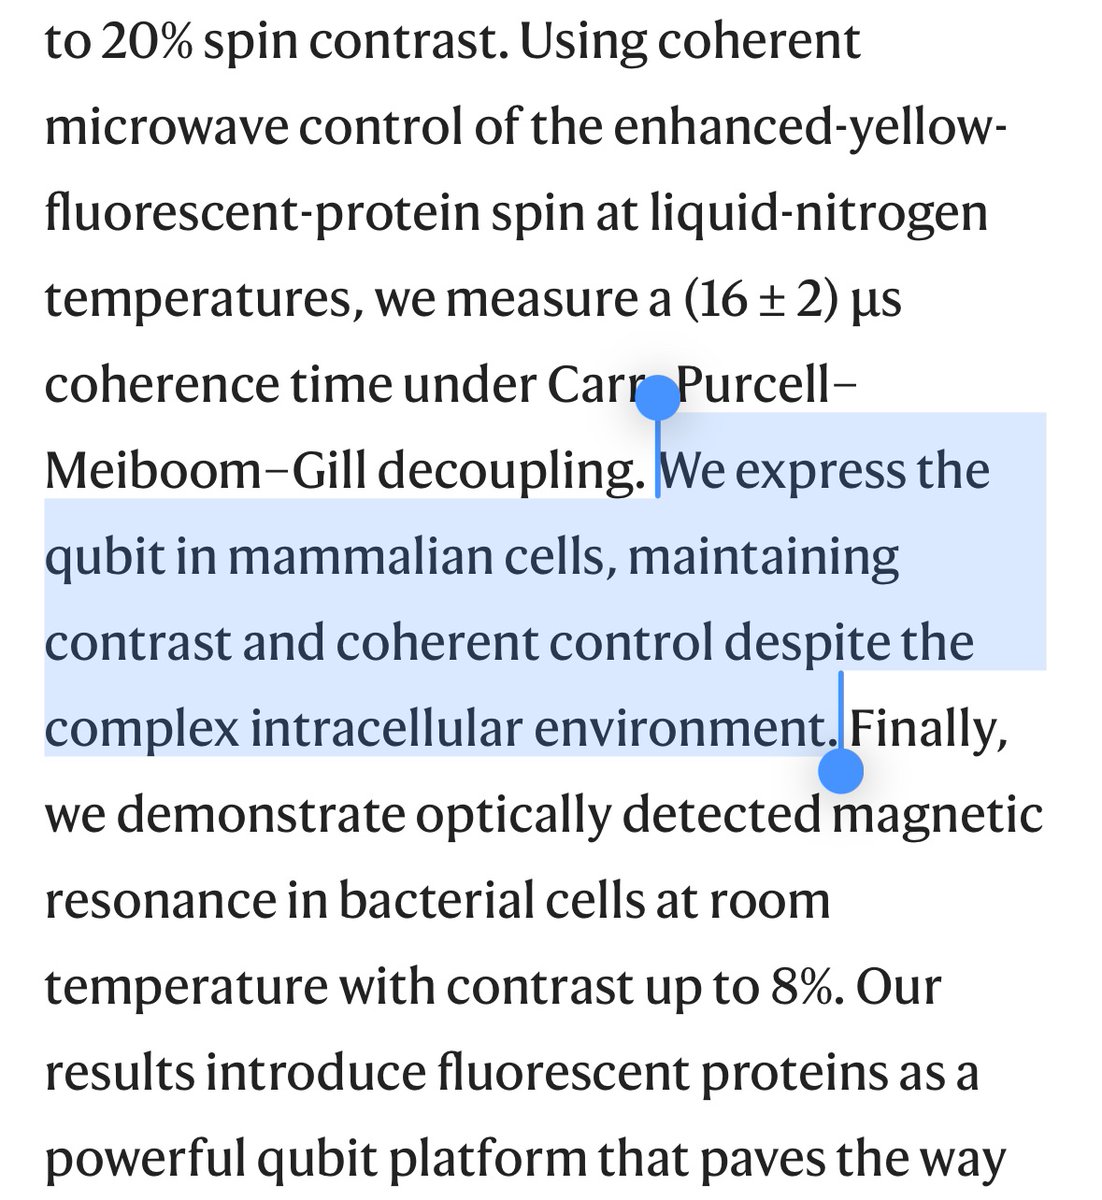 to 20% spin contrast. Using coherent
microwave control of the enhanced-yellow-
fluorescent-protein spin at liquid-nitrogen
temperatures, we measure a (16 ± 2) μs
coherence time under Carr–Purcell–
Meiboom–Gill decoupling. We express the
qubit in mammalian cells, maintaining
contrast and coherent control despite the
complex intracellular environment. Finally,
we demonstrate optically detected magnetic
resonance in bacterial cells at room
temperature with contrast up to 8%. Our
results introduce fluorescent proteins as a
powerful qubit platform that paves the way